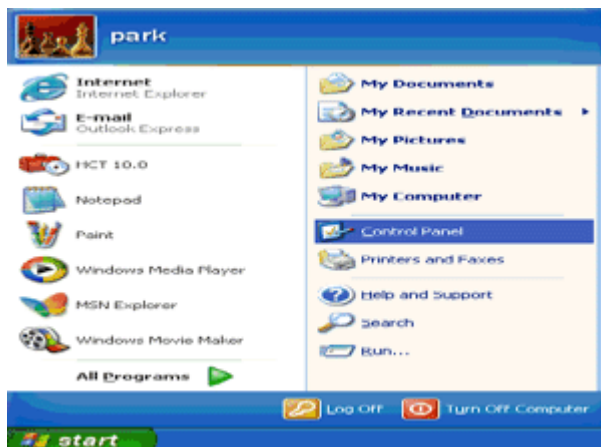 park
Internet
Internet Explorer
E-mail
Outlook Express
HCT 10.0
Notepad
Paint
Windows Media Player
MSN Explorer
Windows Movie Maker
All Programs
My Documents
My Recent Documents
My Pictures
My Music
My Computer
Control Panel
Printers and Faxes
Help and Support
Search
Run...
Log Off
Turn Off Computer
start